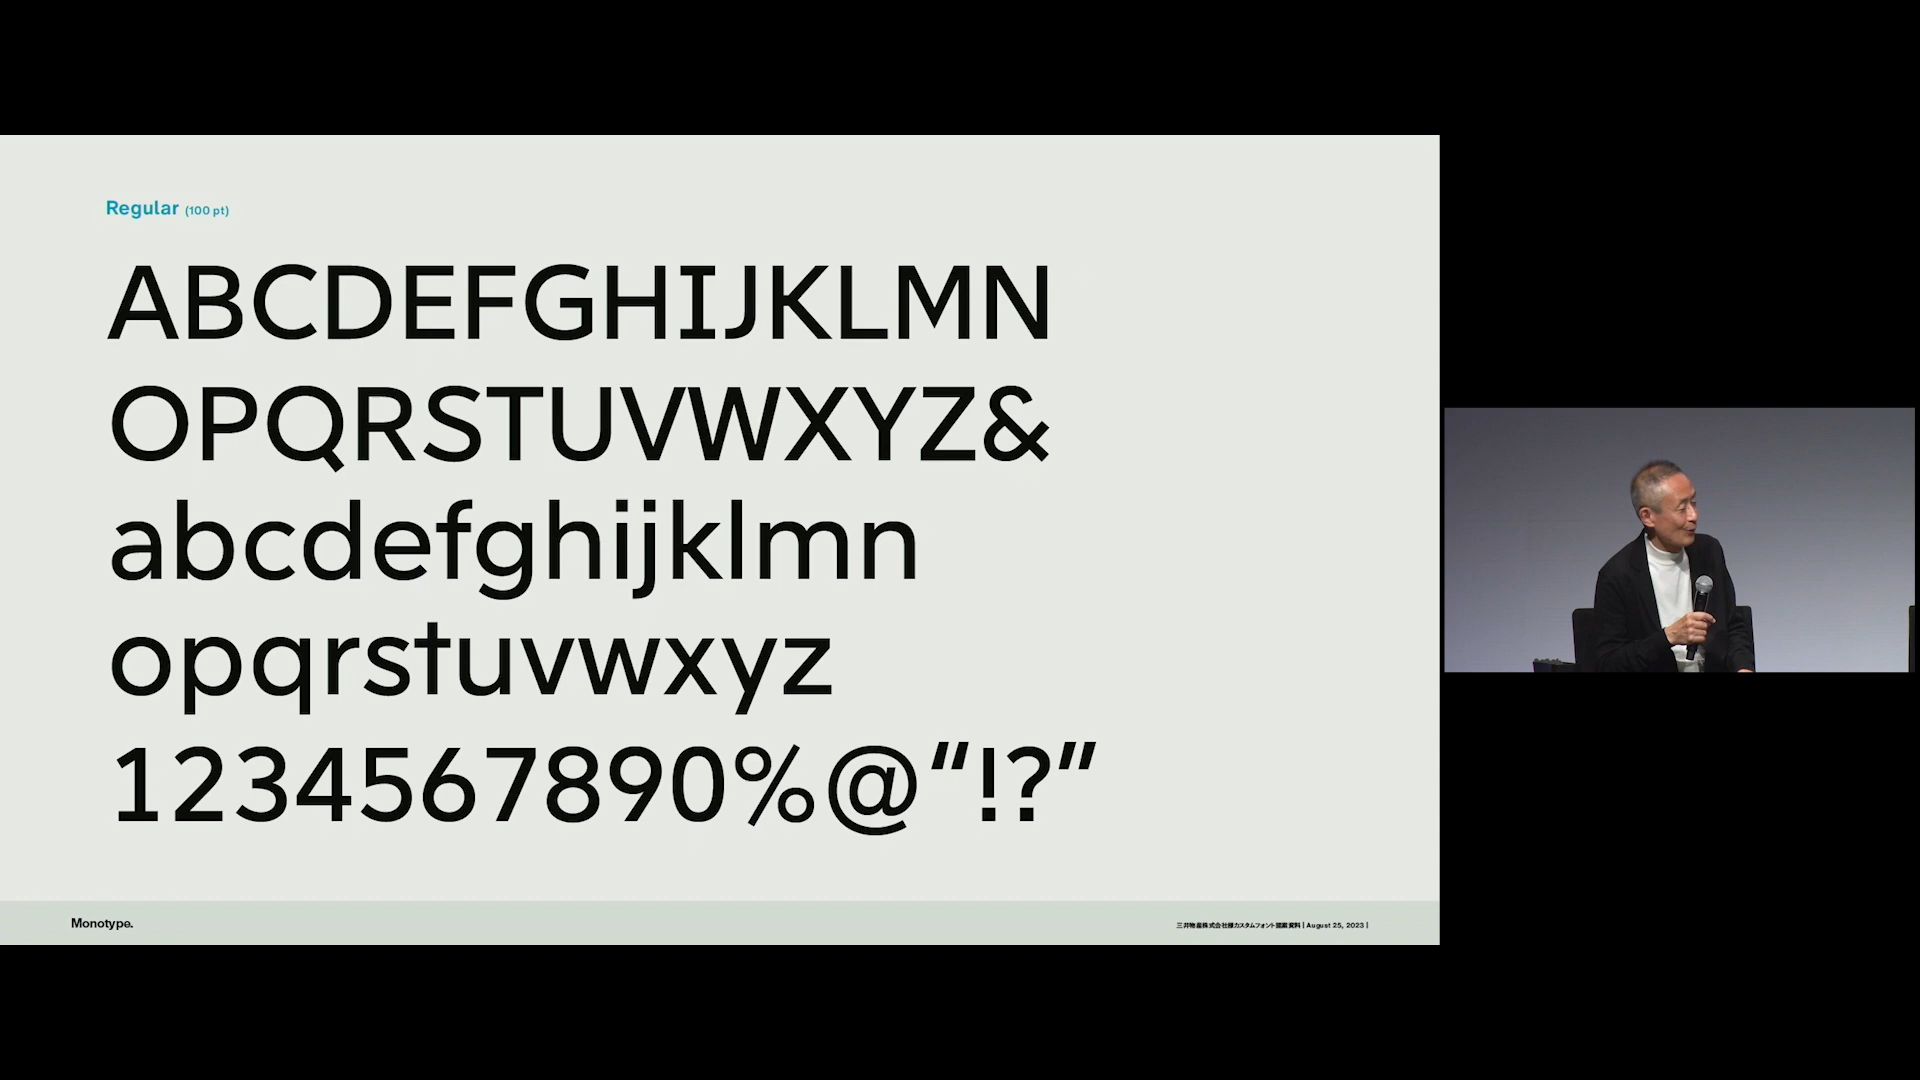 Regular (100 pt)
ABCDEFGHIJKLMN
OPQRSTUVWXYZ&
abcdefghijklmn
opqrstuvwxyz
1234567890%@“!?”
Monotype.
三井物産株式会社様カスタムフォント提案資料 | August 25, 2023 |